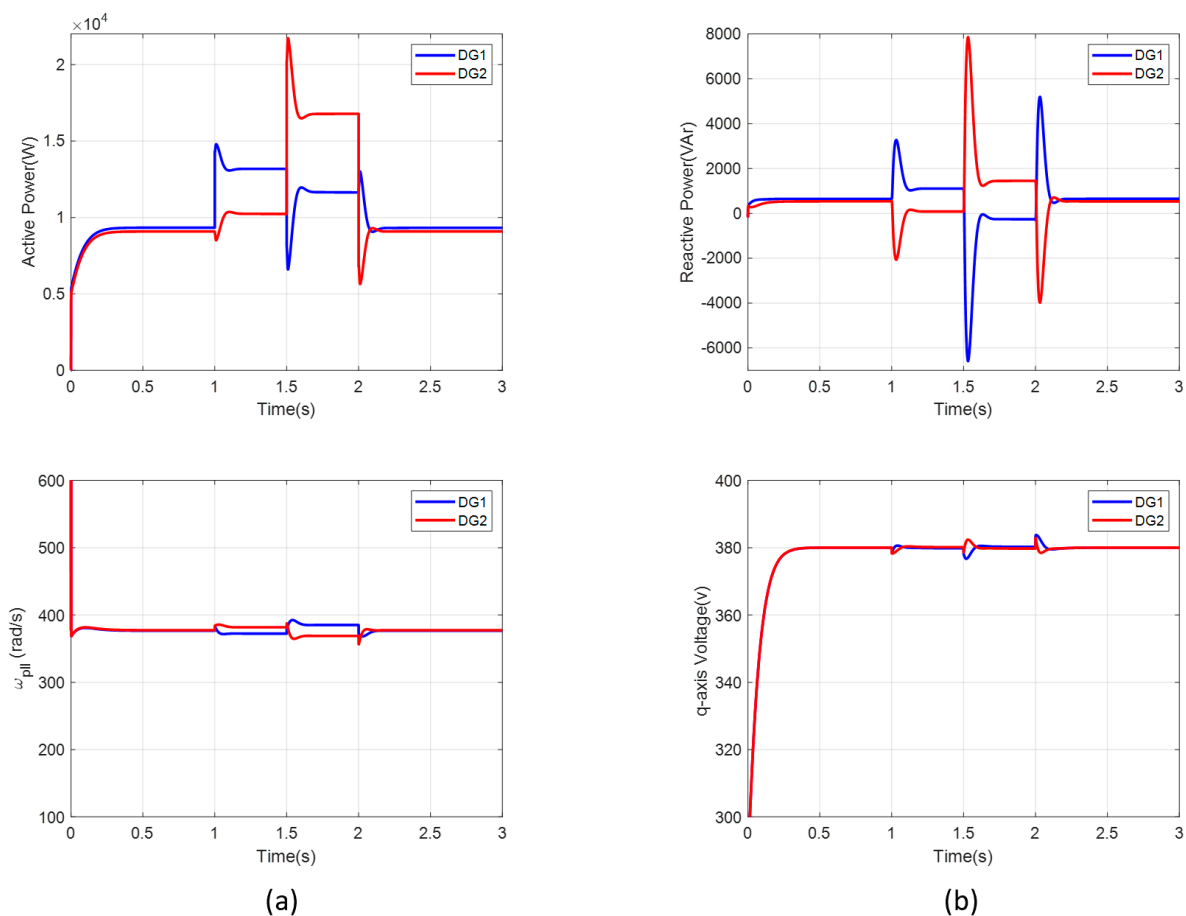 ×10⁴
2
1.5
1
0.5
0
Active Power(W)
DG1
DG2
0 0.5 1 1.5 2 2.5 3
Time(s)
8000
6000
4000
2000
0
-2000
-4000
-6000
Reactive Power(VAr)
DG1
DG2
0 0.5 1 1.5 2 2.5 3
Time(s)
600
500
400
300
200
100
ω_pll (rad/s)
DG1
DG2
0 0.5 1 1.5 2 2.5 3
Time(s)
(a)
400
380
360
340
320
300
q-axis Voltage(v)
DG1
DG2
0 0.5 1 1.5 2 2.5 3
Time(s)
(b)